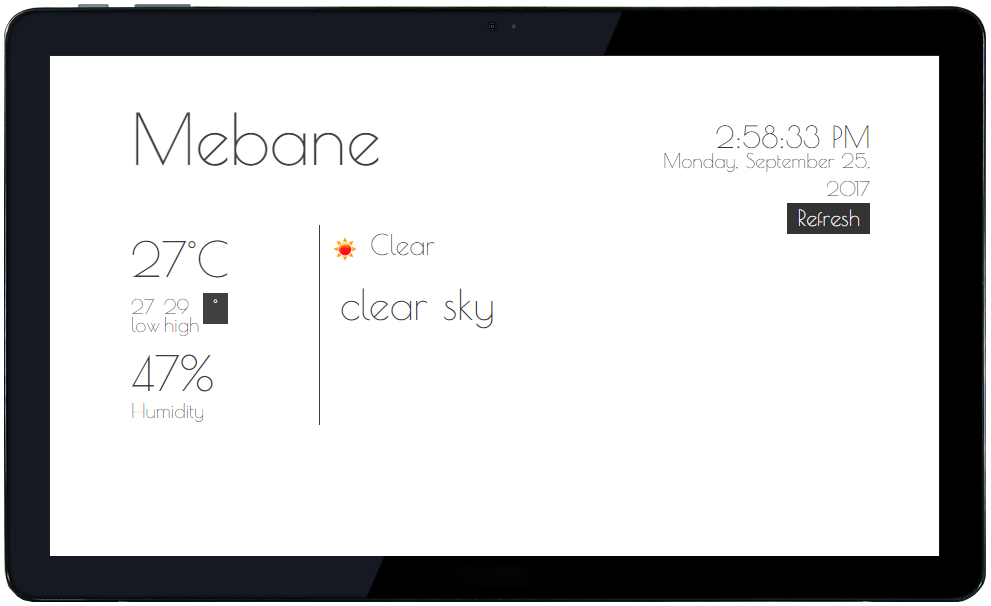 Mebane
2:58:33 PM
Monday, September 25,
2017
Refresh
27°C
27 29 °
low high
47%
Humidity
Clear
clear sky